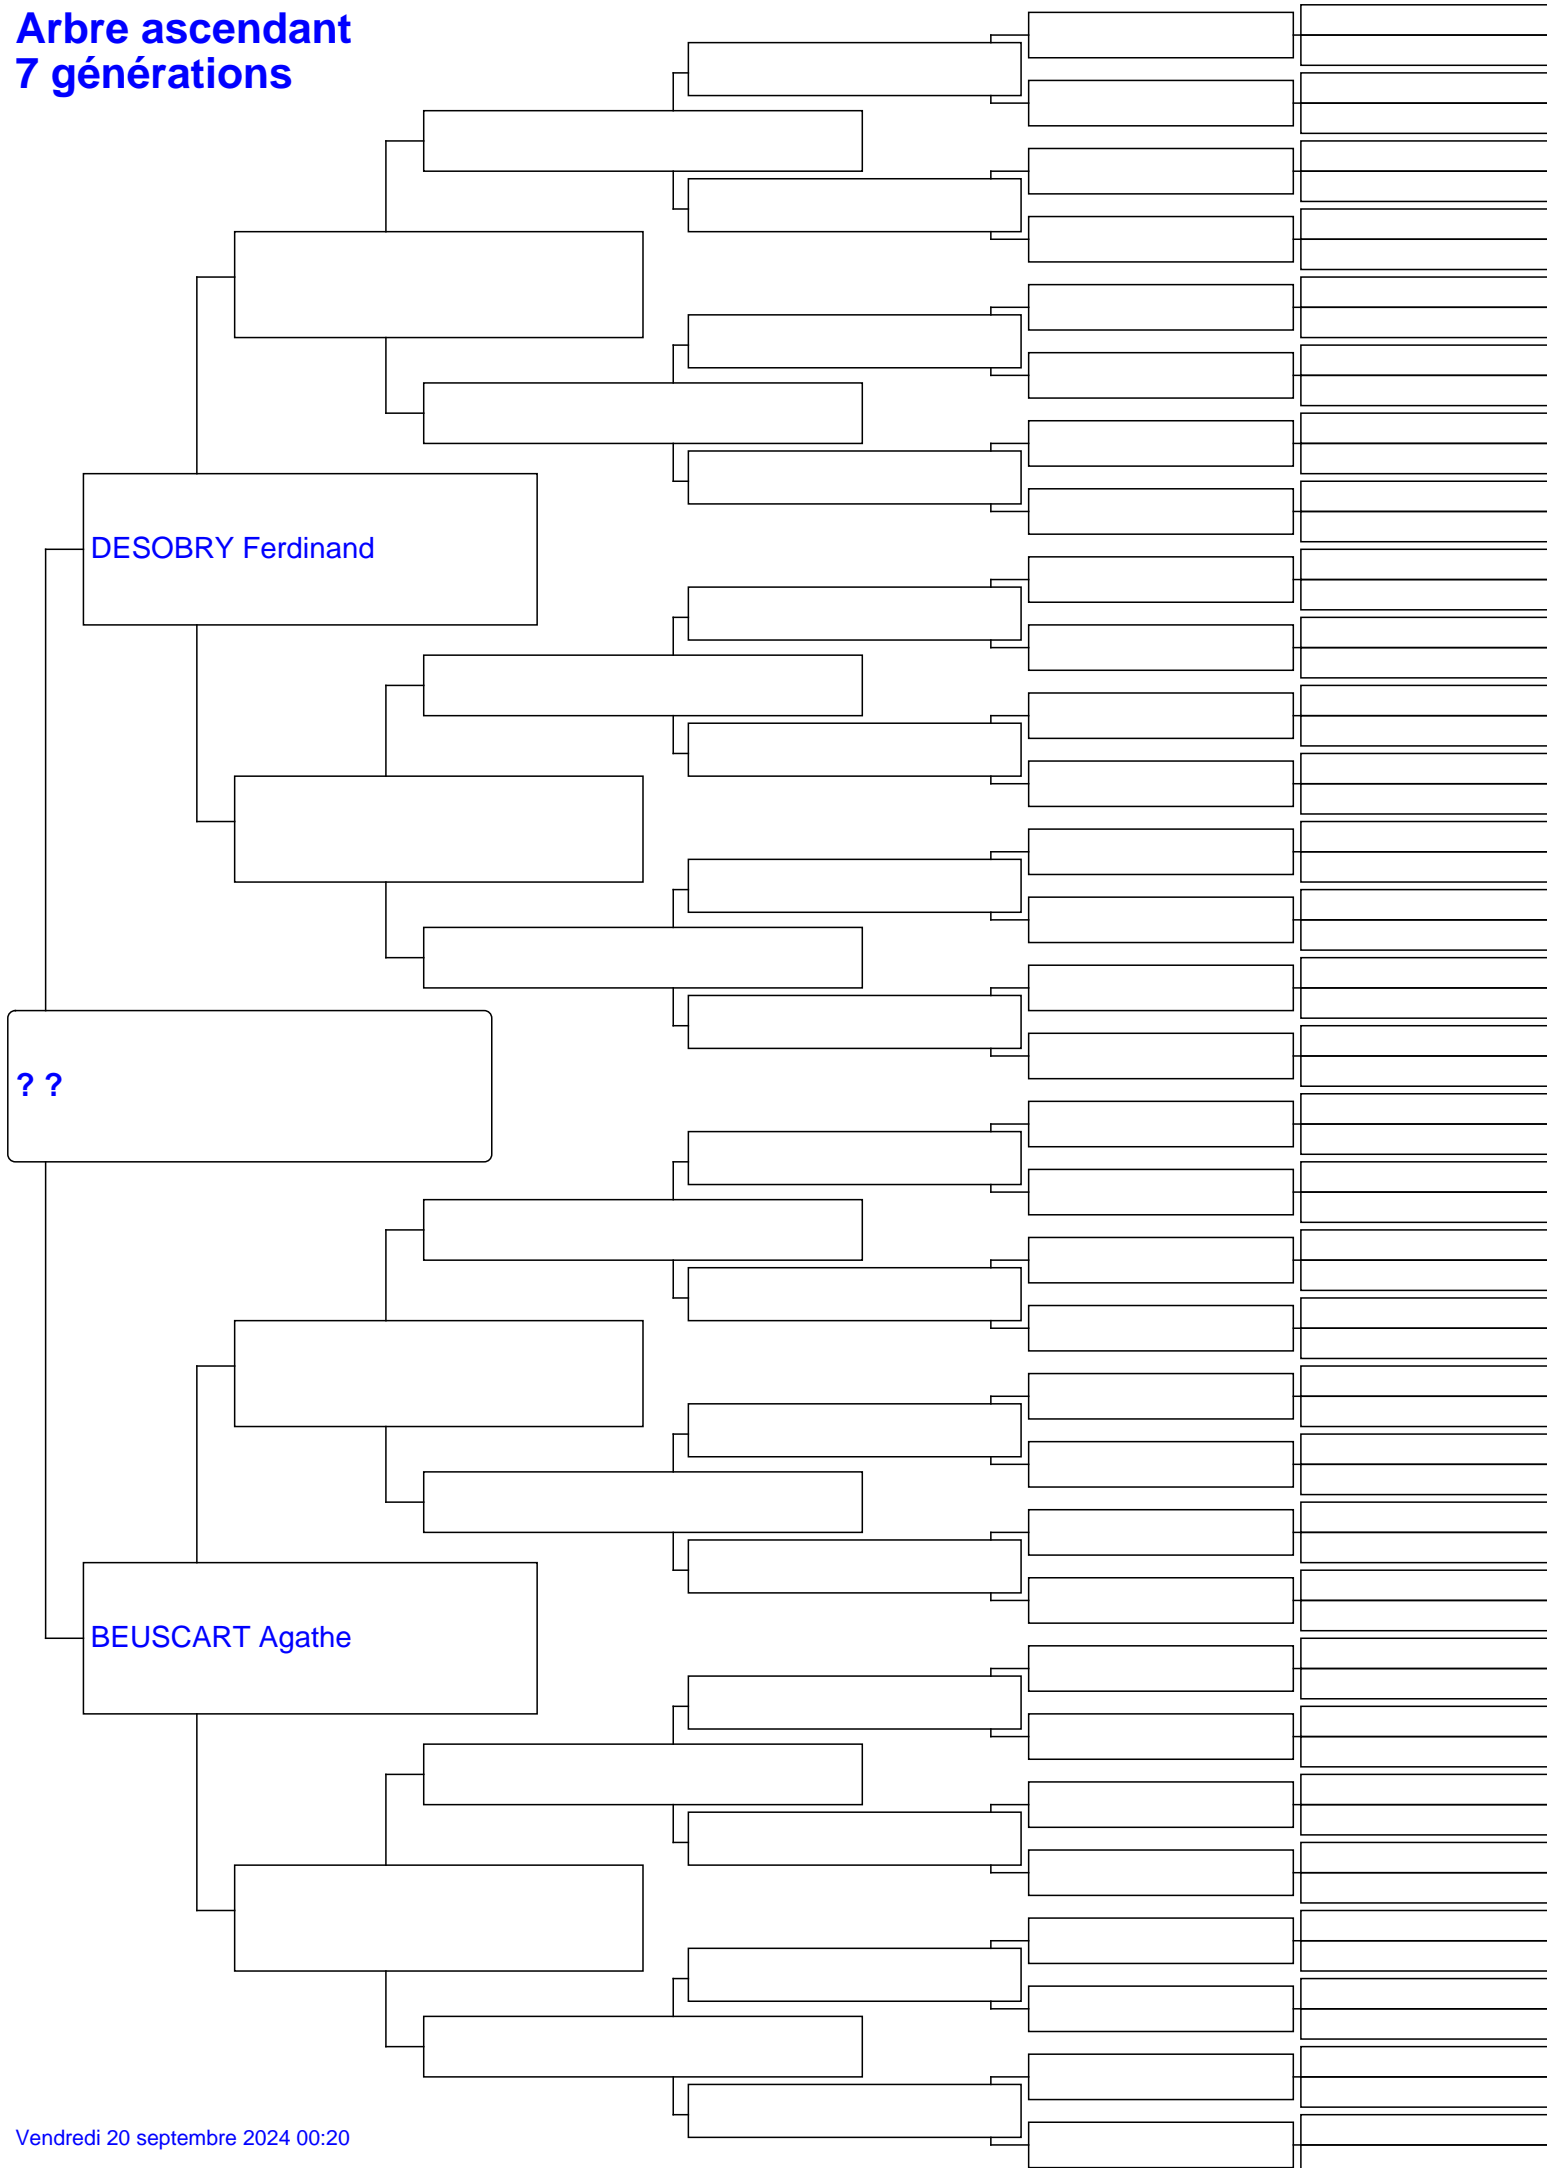 Arbre ascendant
7 générations
DESOBRY Ferdinand
? ?
BEUSCART Agathe
Vendredi 20 septembre 2024 00:20